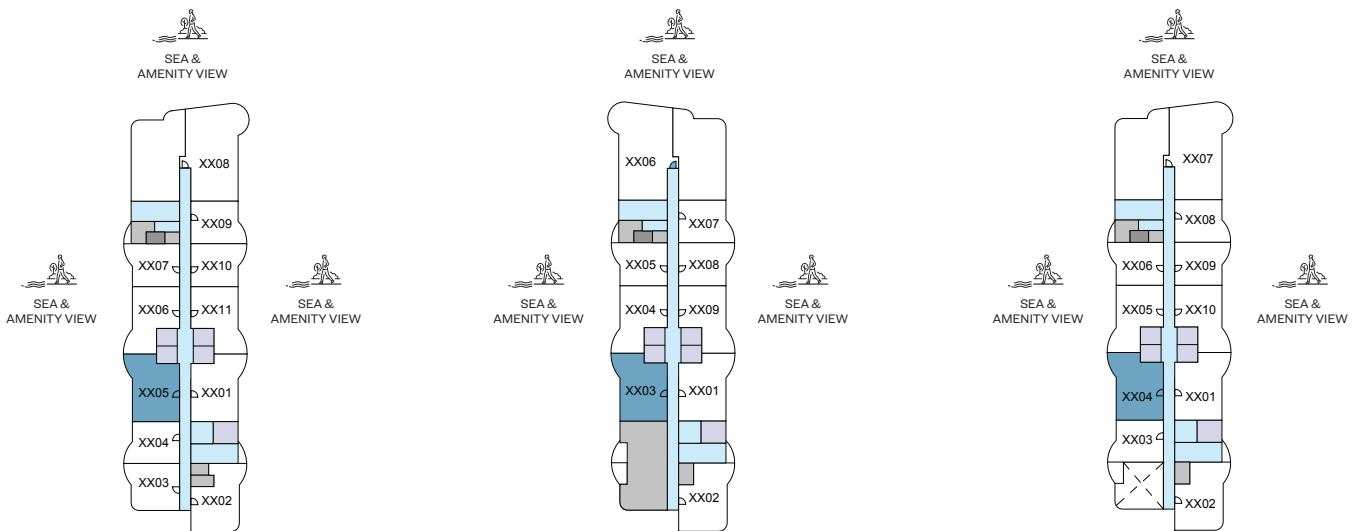 SEA &
AMENITY VIEW
XX08
XX09
XX07
XX10
SEA &
AMENITY VIEW
SEA &
AMENITY VIEW
XX06
XX11
XX05
XX01
XX04
XX03
XX02
SEA &
AMENITY VIEW
XX06
XX07
XX05
XX08
SEA &
AMENITY VIEW
SEA &
AMENITY VIEW
XX04
XX09
XX03
XX01
XX02
SEA &
AMENITY VIEW
XX07
XX08
XX06
XX09
SEA &
AMENITY VIEW
SEA &
AMENITY VIEW
XX05
XX10
XX04
XX01
XX03
XX02